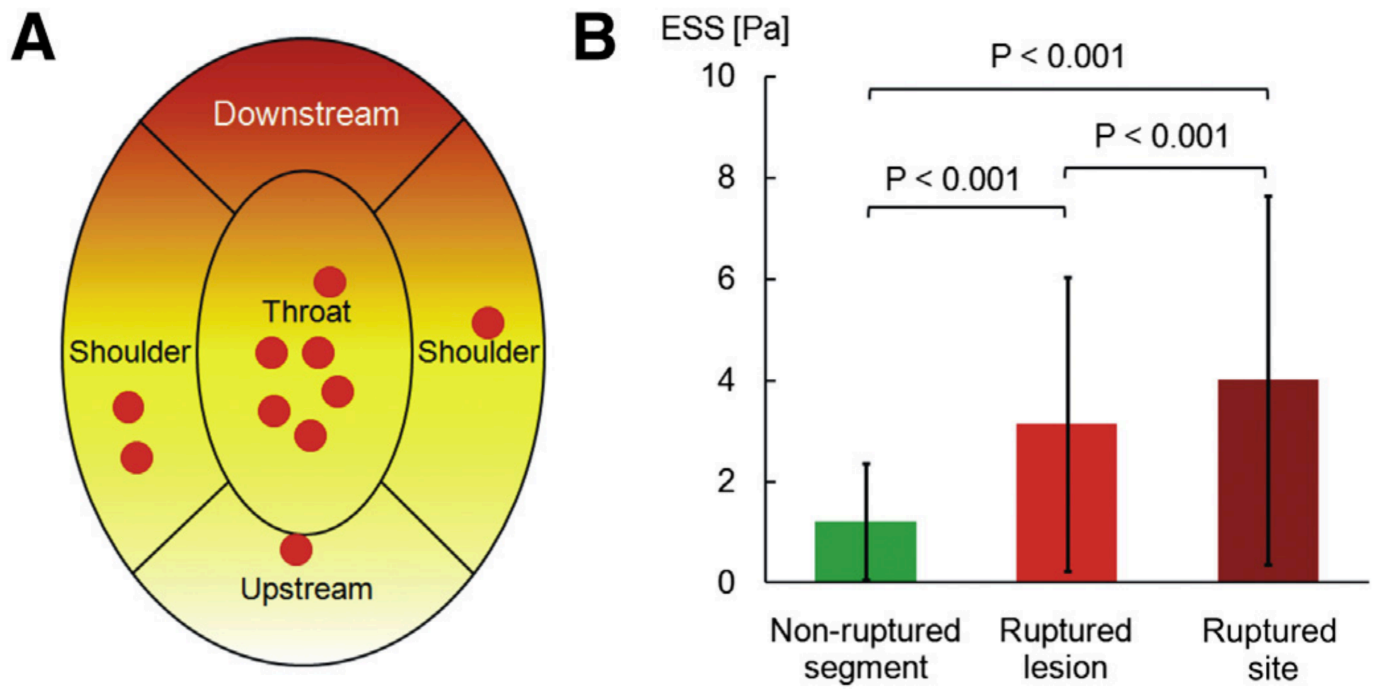 A
Downstream
Throat
Shoulder
Shoulder
Upstream
B
ESS [Pa]
P < 0.001
P < 0.001
P < 0.001
10
8
6
4
2
0
Non-ruptured
segment
Ruptured
lesion
Ruptured
site